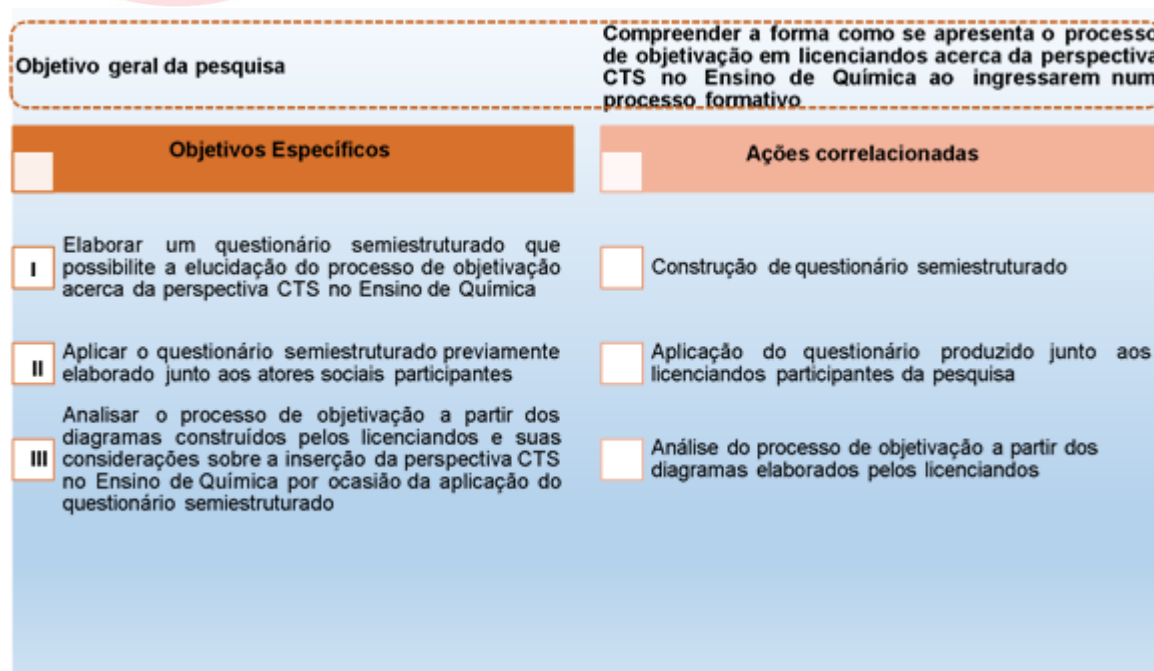 Objetivo geral da pesquisa
Compreender a forma como se apresenta o processo
de objetivação em licenciandos acerca da perspectiva
CTS no Ensino de Química ao ingressarem num
processo formativo
Objetivos Específicos
Ações correlacionadas
I
Elaborar um questionário semiestruturado que
possibilite a elucidação do processo de objetivação
acerca da perspectiva CTS no Ensino de Química
Construção de questionário semiestruturado
II
Aplicar o questionário semiestruturado previamente
elaborado junto aos atores sociais participantes
Aplicação do questionário produzido junto aos
licenciandos participantes da pesquisa
III
Analisar o processo de objetivação a partir dos
diagramas construídos pelos licenciandos e suas
considerações sobre a inserção da perspectiva CTS
no Ensino de Química por ocasião da aplicação do
questionário semiestruturado
Análise do processo de objetivação a partir dos
diagramas elaborados pelos licenciandos